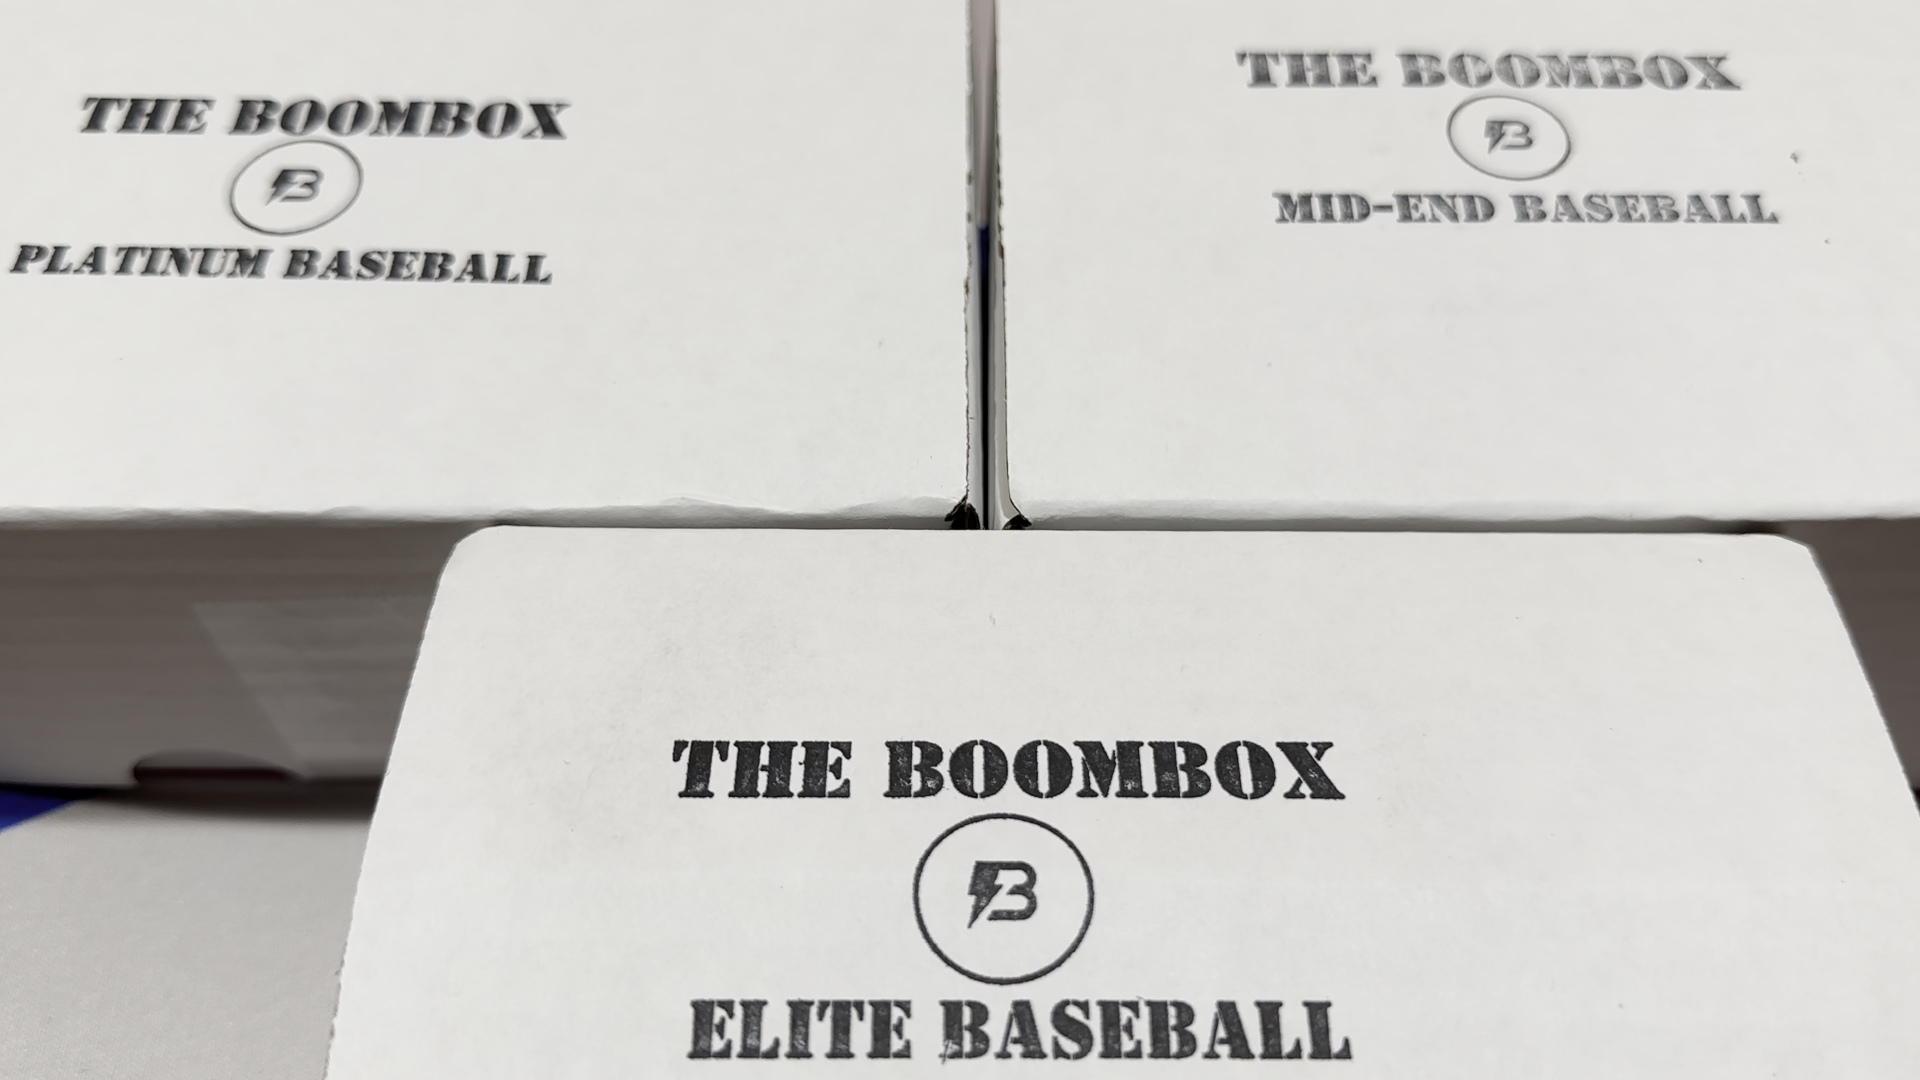 THE BOOMBOX
B
PLATINUM BASEBALL
THE BOOMBOX
B
MID-END BASEBALL
THE BOOMBOX
B
ELITE BASEBALL